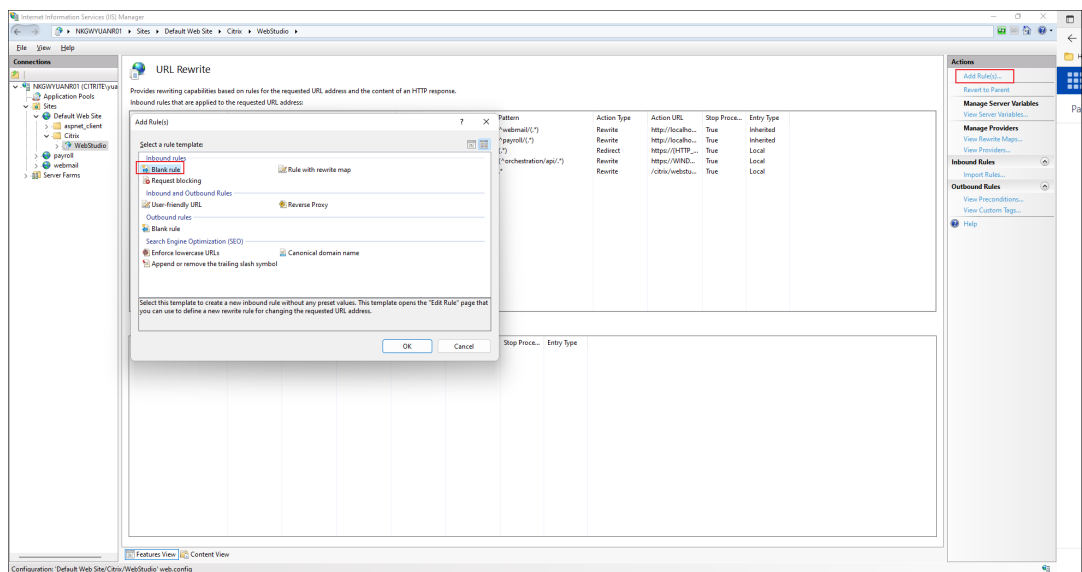 Internet Information Services (IIS) Manager
NKGWYUANR01 ▸ Sites ▸ Default Web Site ▸ Citrix ▸ WebStudio ▸
File View Help
Connections
NKGWYUANR01 (CITRITE\yua
Application Pools
Sites
Default Web Site
aspnet_client
Citrix
WebStudio
payroll
webmail
Server Farms
URL Rewrite
Provides rewriting capabilities based on rules for the requested URL address and the content of an HTTP response.
Inbound rules that are applied to the requested URL address:
Pattern Action Type Action URL Stop Proce... Entry Type
^webmail/(.*) Rewrite http://localho... True Inherited
^payroll/(.*) Rewrite http://localho... True Inherited
(.*) Redirect https://{HTTP_... True Local
(^orchestration/api/.*) Rewrite https://WIND... True Local
.* Rewrite /citrix/webstu... True Local
Add Rule(s) ? ×
Select a rule template:
Inbound rules
Blank rule Rule with rewrite map
Request blocking
Inbound and Outbound Rules
User-friendly URL Reverse Proxy
Outbound rules
Blank rule
Search Engine Optimization (SEO)
Enforce lowercase URLs Canonical domain name
Append or remove the trailing slash symbol
Select this template to create a new inbound rule without any preset values. This template opens the "Edit Rule" page that
you can use to define a new rewrite rule for changing the requested URL address.
OK Cancel
Stop Proce... Entry Type
Features View Content View
Configuration: 'Default Web Site/Citrix/WebStudio' web.config
Actions
Add Rule(s)...
Revert to Parent
Manage Server Variables
View Server Variables...
Manage Providers
View Rewrite Maps...
View Providers...
Inbound Rules
Import Rules...
Outbound Rules
View Preconditions...
View Custom Tags...
Help
H
Pa